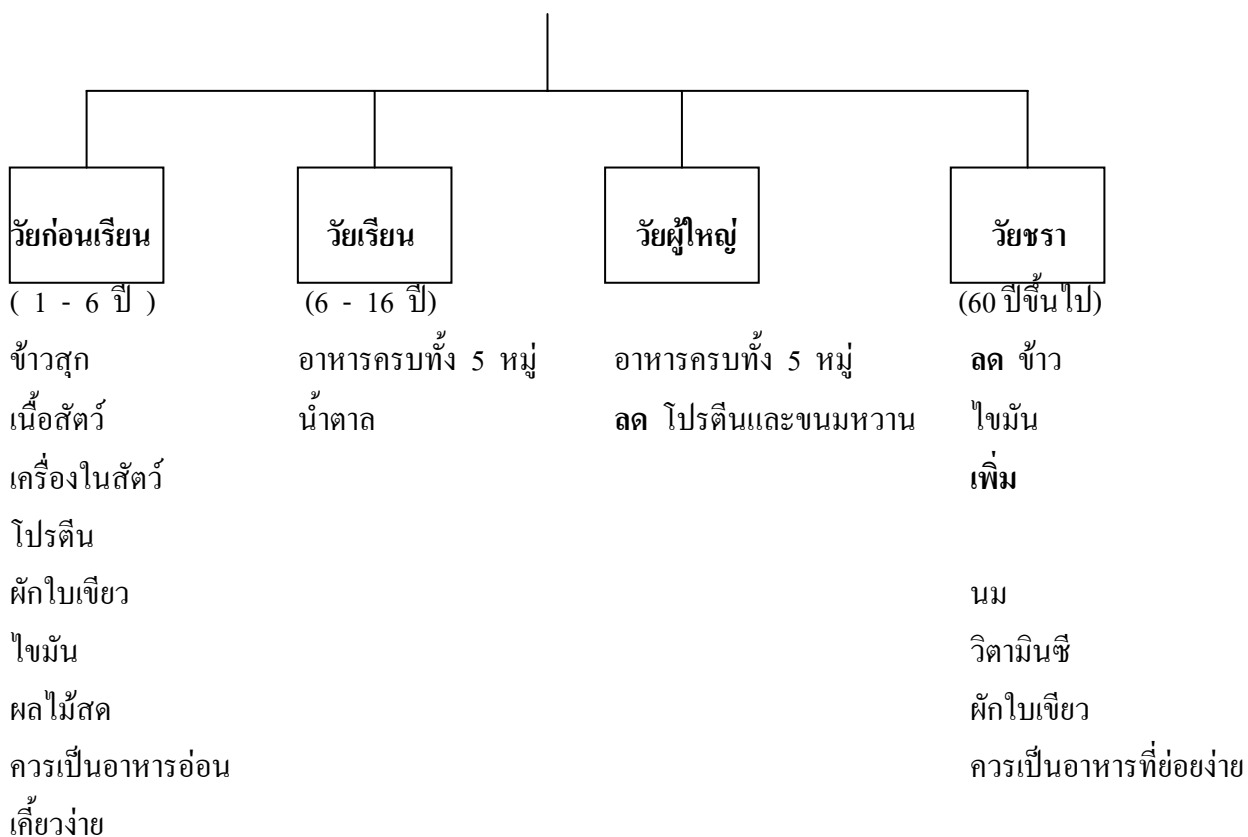 วัยก่อนเรียน
( 1 - 6 ปี )
ข้าวสุก
เนื้อสัตว์
เครื่องในสัตว์
โปรตีน
ผักใบเขียว
ไขมัน
ผลไม้สด
ควรเป็นอาหารอ่อน
เคี้ยวง่าย
วัยเรียน
(6 - 16 ปี)
อาหารครบทั้ง 5 หมู่
น้ำตาล
วัยผู้ใหญ่
อาหารครบทั้ง 5 หมู่
ลด โปรตีนและขนมหวาน
วัยชรา
(60 ปีขึ้นไป)
ลด ข้าว
ไขมัน
เพิ่ม
นม
วิตามินซี
ผักใบเขียว
ควรเป็นอาหารที่ย่อยง่าย